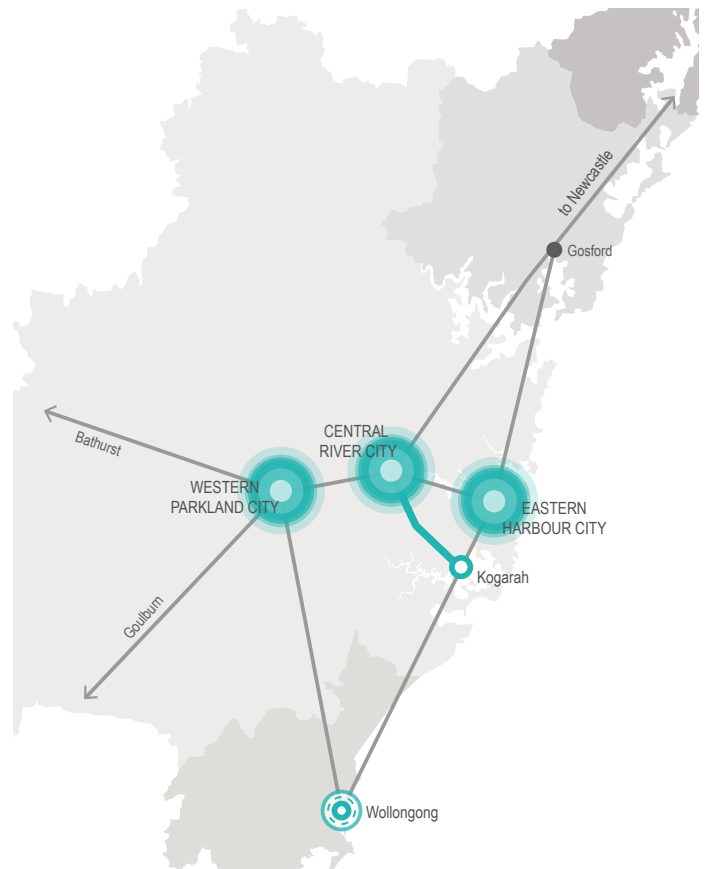 to Newcastle
Gosford
Bathurst
CENTRAL
RIVER CITY
WESTERN
PARKLAND CITY
EASTERN
HARBOUR CITY
Kogarah
Goulburn
Wollongong